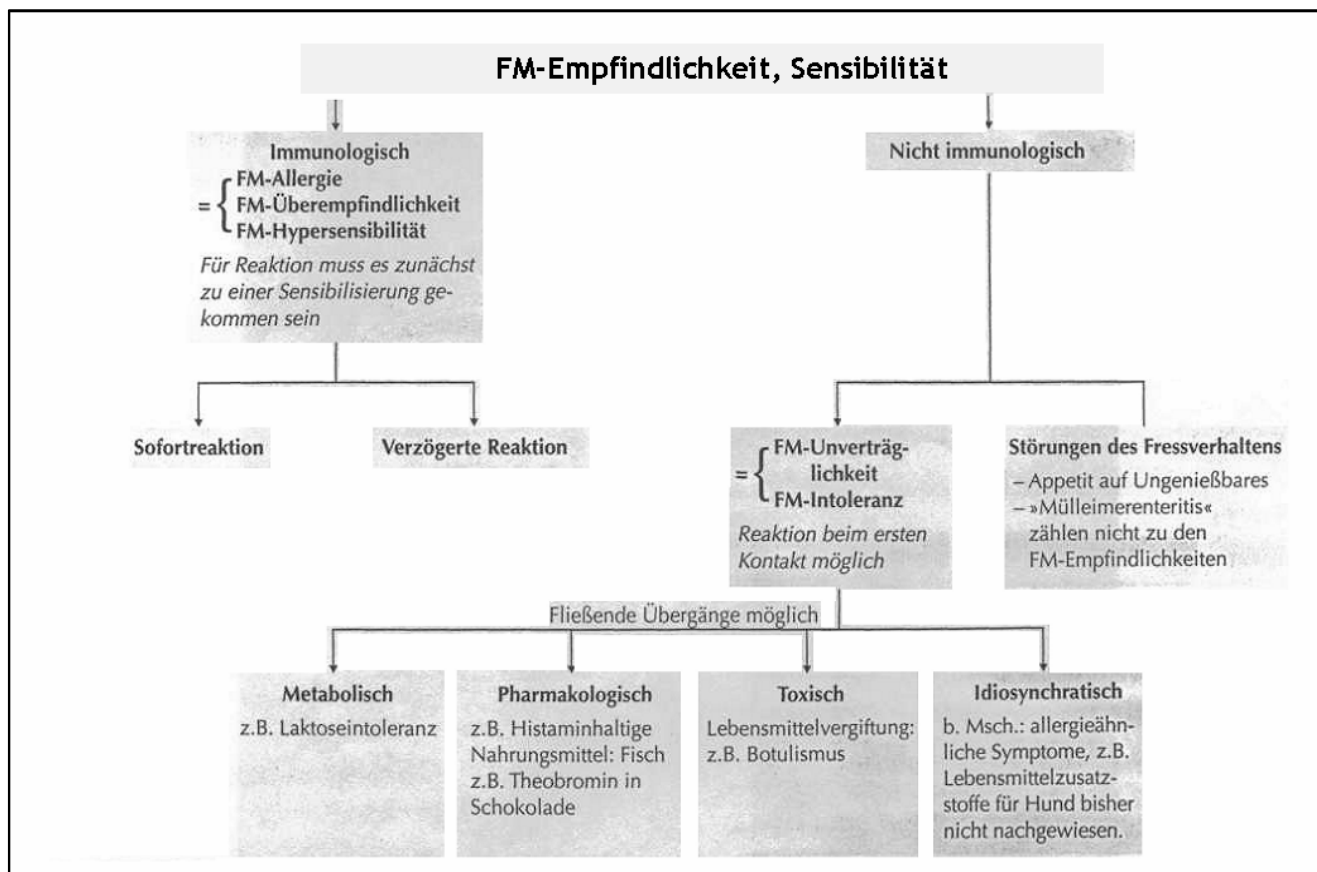 FM-Empfindlichkeit, Sensibilität
Immunologisch
= { FM-Allergie
FM-Überempfindlichkeit
FM-Hypersensibilität
Für Reaktion muss es zunächst
zu einer Sensibilisierung ge-
kommen sein
Nicht immunologisch
Sofortreaktion
Verzögerte Reaktion
= { FM-Unverträg-
lichkeit
FM-Intoleranz
Reaktion beim ersten
Kontakt möglich
Störungen des Fressverhaltens
– Appetit auf Ungenießbares
– »Mülleimerenteritis«
zählen nicht zu den
FM-Empfindlichkeiten
Fließende Übergänge möglich
Metabolisch
z.B. Laktoseintoleranz
Pharmakologisch
z.B. Histaminhaltige
Nahrungsmittel: Fisch
z.B. Theobromin in
Schokolade
Toxisch
Lebensmittelvergiftung:
z.B. Botulismus
Idiosynchratisch
b. Msch.: allergieähn-
liche Symptome, z.B.
Lebensmittelzusatz-
stoffe für Hund bisher
nicht nachgewiesen.